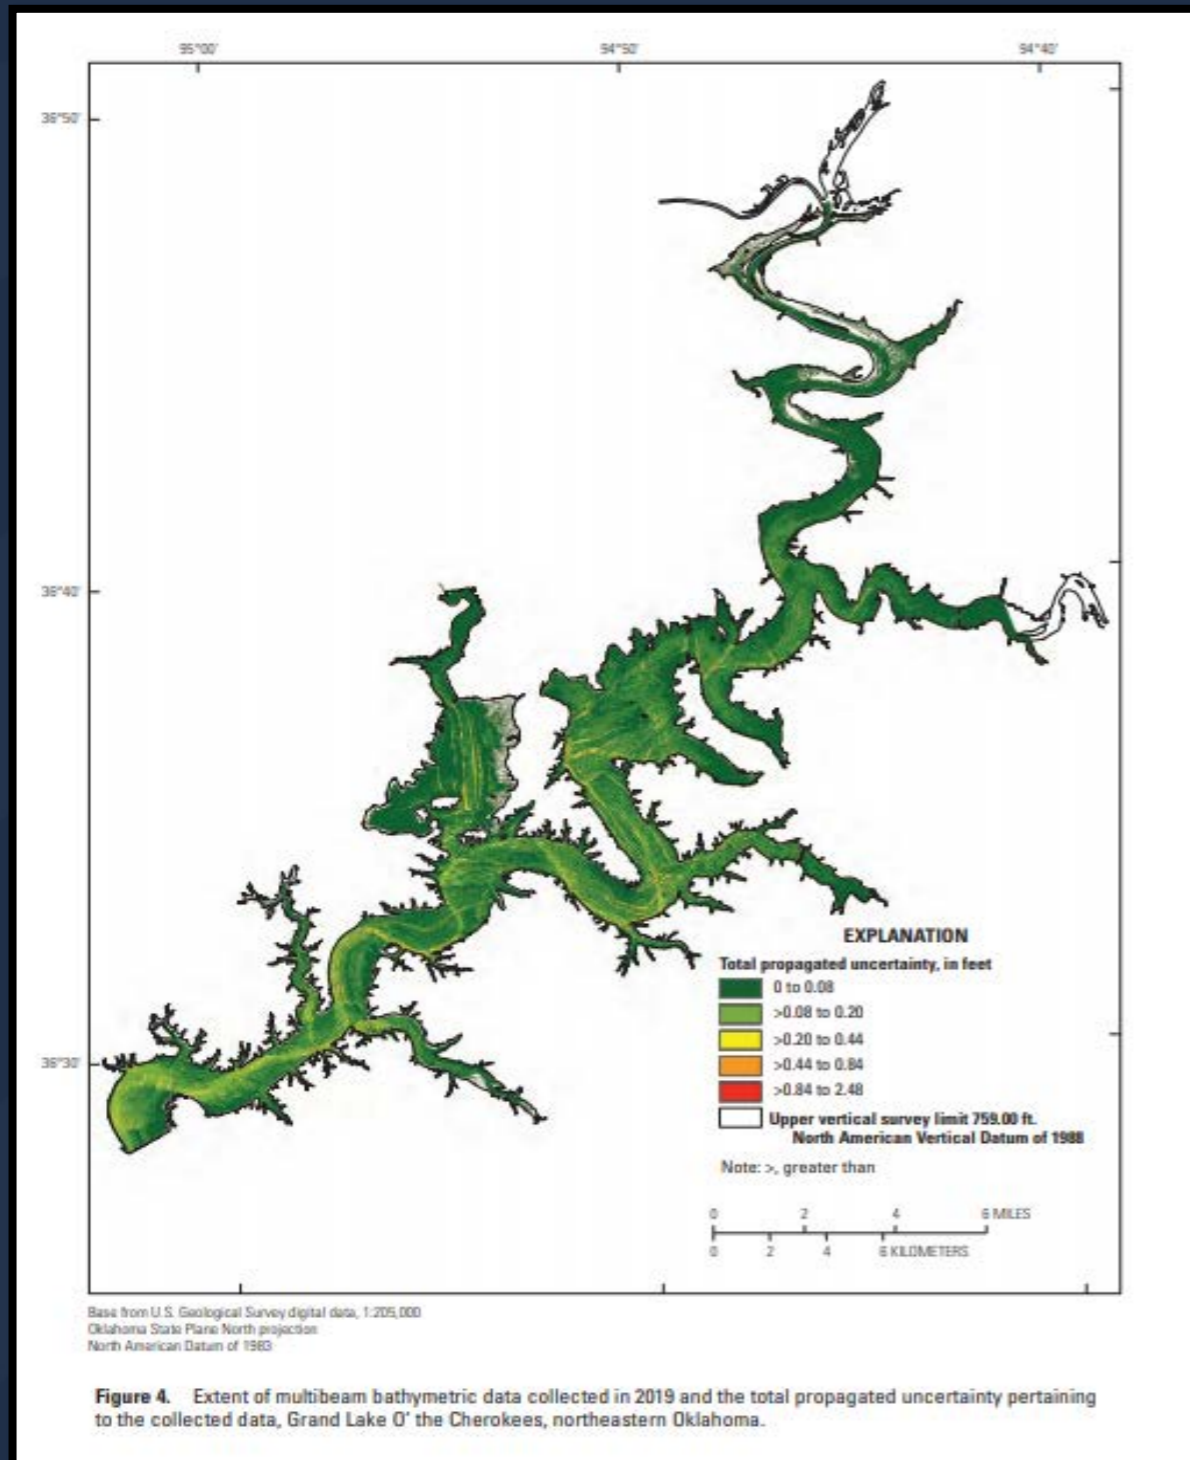 95°00' 94°50' 94°40'
36°50'
36°40'
36°30'
EXPLANATION
Total propagated uncertainty, in feet
0 to 0.08
>0.08 to 0.20
>0.20 to 0.44
>0.44 to 0.84
>0.84 to 2.48
Upper vertical survey limit 759.00 ft.
North American Vertical Datum of 1988
Note: >, greater than
0 2 4 6 MILES
0 2 4 6 KILOMETERS
Base from U.S. Geological Survey digital data, 1:205,000
Oklahoma State Plane North projection
North American Datum of 1983
Figure 4. Extent of multibeam bathymetric data collected in 2019 and the total propagated uncertainty pertaining
to the collected data, Grand Lake O' the Cherokees, northeastern Oklahoma.